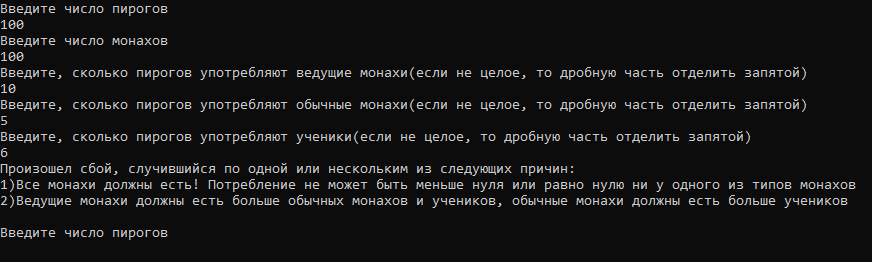 Введите число пирогов
100
Введите число монахов
100
Введите, сколько пирогов употребляют ведущие монахи(если не целое, то дробную часть отделить запятой)
10
Введите, сколько пирогов употребляют обычные монахи(если не целое, то дробную часть отделить запятой)
5
Введите, сколько пирогов употребляют ученики(если не целое, то дробную часть отделить запятой)
6
Произошел сбой, случившийся по одной или нескольким из следующих причин:
1)Все монахи должны есть! Потребление не может быть меньше нуля или равно нулю ни у одного из типов монахов
2)Ведущие монахи должны есть больше обычных монахов и учеников, обычные монахи должны есть больше учеников
Введите число пирогов